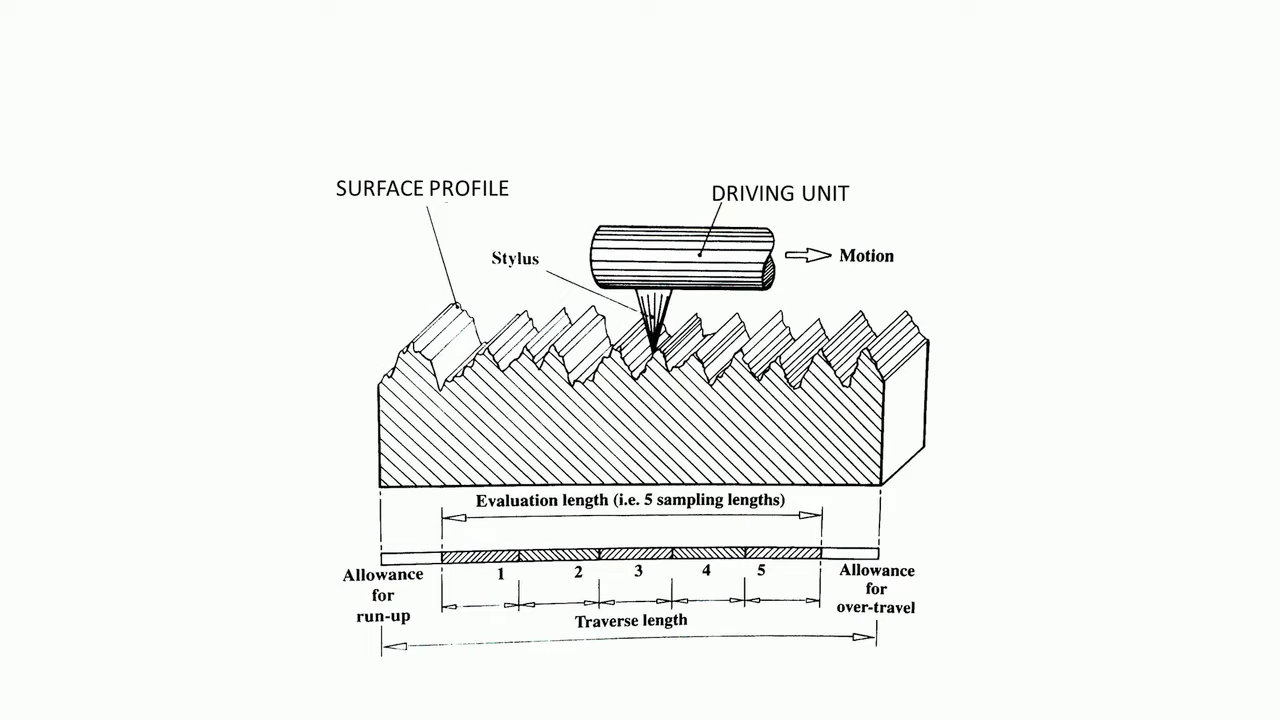 SURFACE PROFILE
DRIVING UNIT
Stylus
Motion
Evaluation length (i.e. 5 sampling lengths)
1 2 3 4 5
Allowance
for
run-up
Allowance
for
over-travel
Traverse length